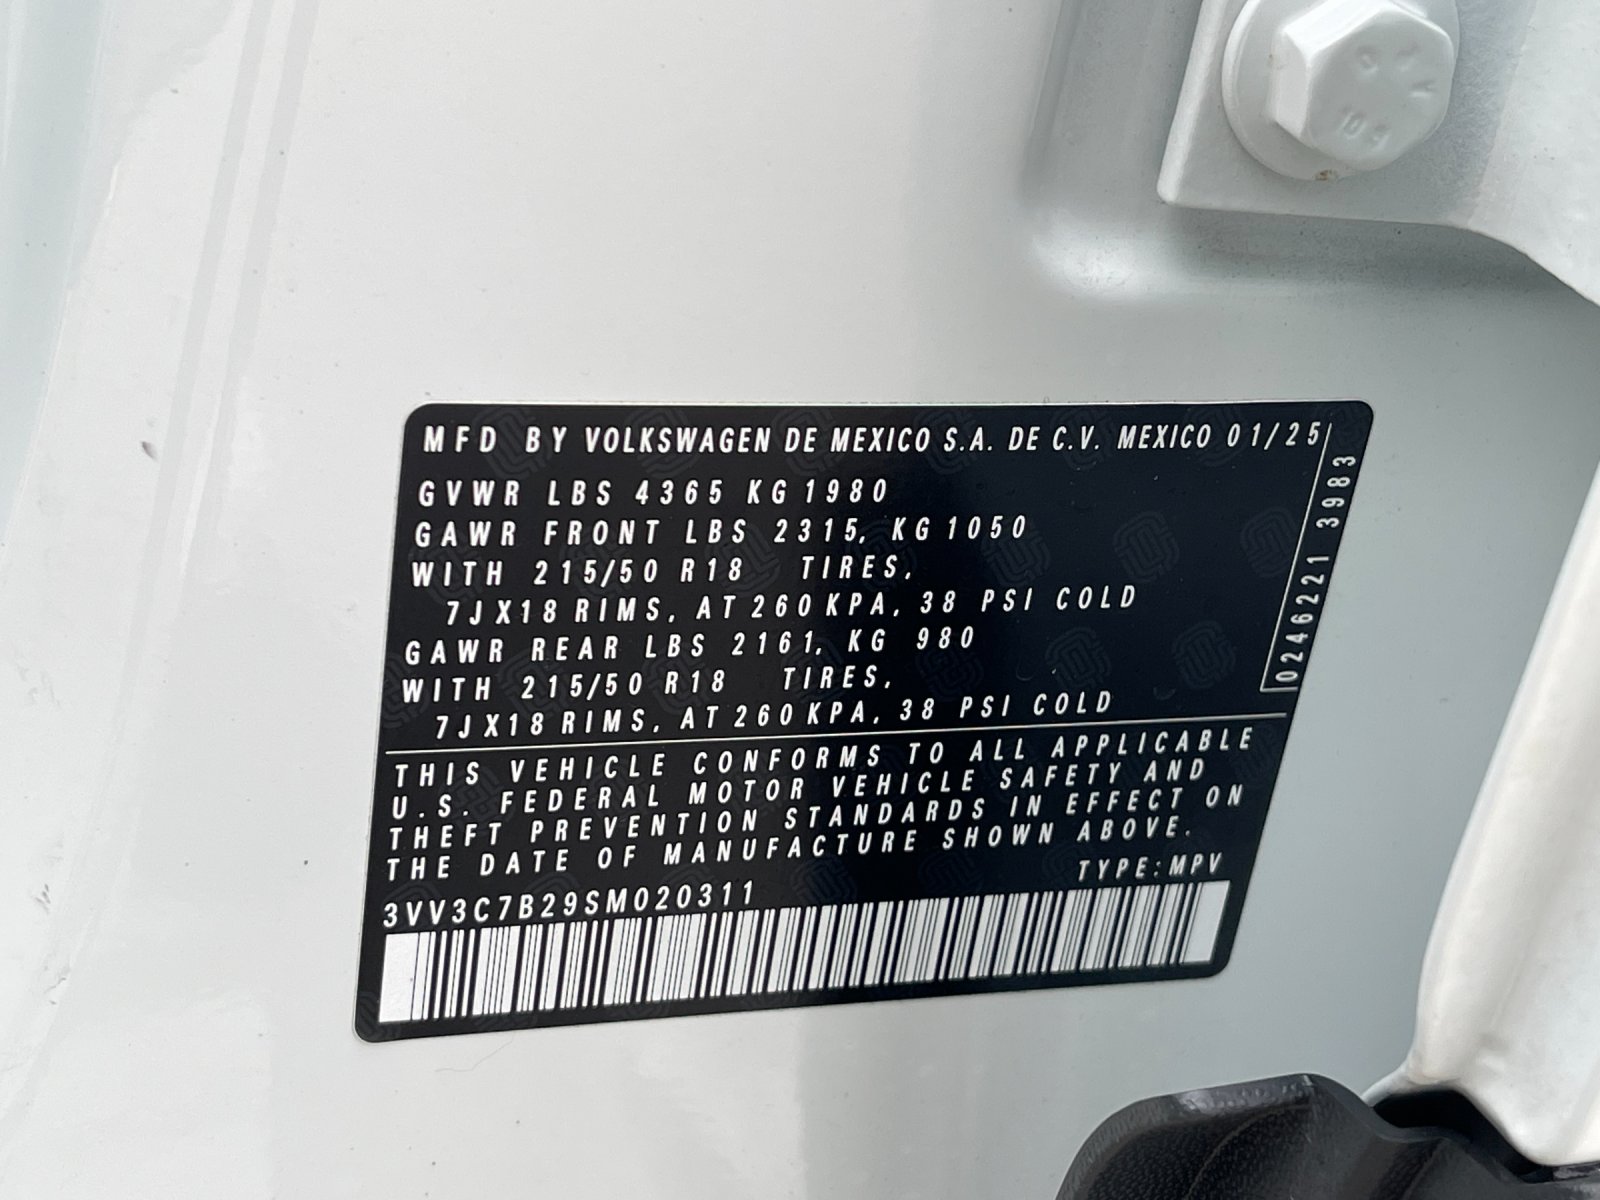 MFD BY VOLKSWAGEN DE MEXICO S.A. DE C.V. MEXICO 01/25
GVWR LBS 4365 KG 1980
GAWR FRONT LBS 2315, KG 1050
WITH 215/50 R18 TIRES,
7JX18 RIMS, AT 260 KPA, 38 PSI COLD
GAWR REAR LBS 2161, KG 980
WITH 215/50 R18 TIRES,
7JX18 RIMS, AT 260 KPA, 38 PSI COLD
0246221 3983
THIS VEHICLE CONFORMS TO ALL APPLICABLE
U.S. FEDERAL MOTOR VEHICLE SAFETY AND
THEFT PREVENTION STANDARDS IN EFFECT ON
THE DATE OF MANUFACTURE SHOWN ABOVE.
TYPE: MPV
3VV3C7B29SM020311